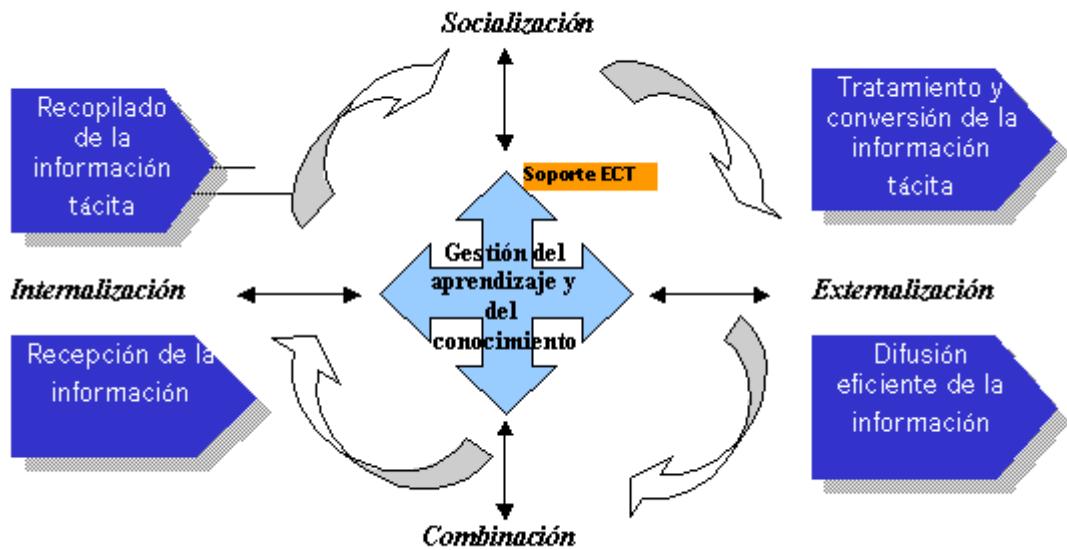 Socialización
Recopilado
de la
información
tácita
Tratamiento y
conversión de la
información
tácita
Soporte ECT
Gestión del
aprendizaje y
del
conocimiento
Internalización
Externalización
Recepción de la
información
Difusión
eficiente de la
información
Combinación